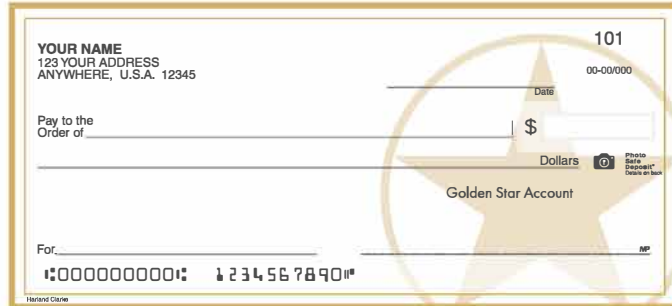 101
YOUR NAME
123 YOUR ADDRESS
ANYWHERE, U.S.A. 12345
00-00/000
Date
Pay to the
Order of
$
Dollars
Photo
Safe
Deposit®
Details on back
Golden Star Account
For
MP
⑆000000000⑆ 1234567890⑈
Harland Clarke